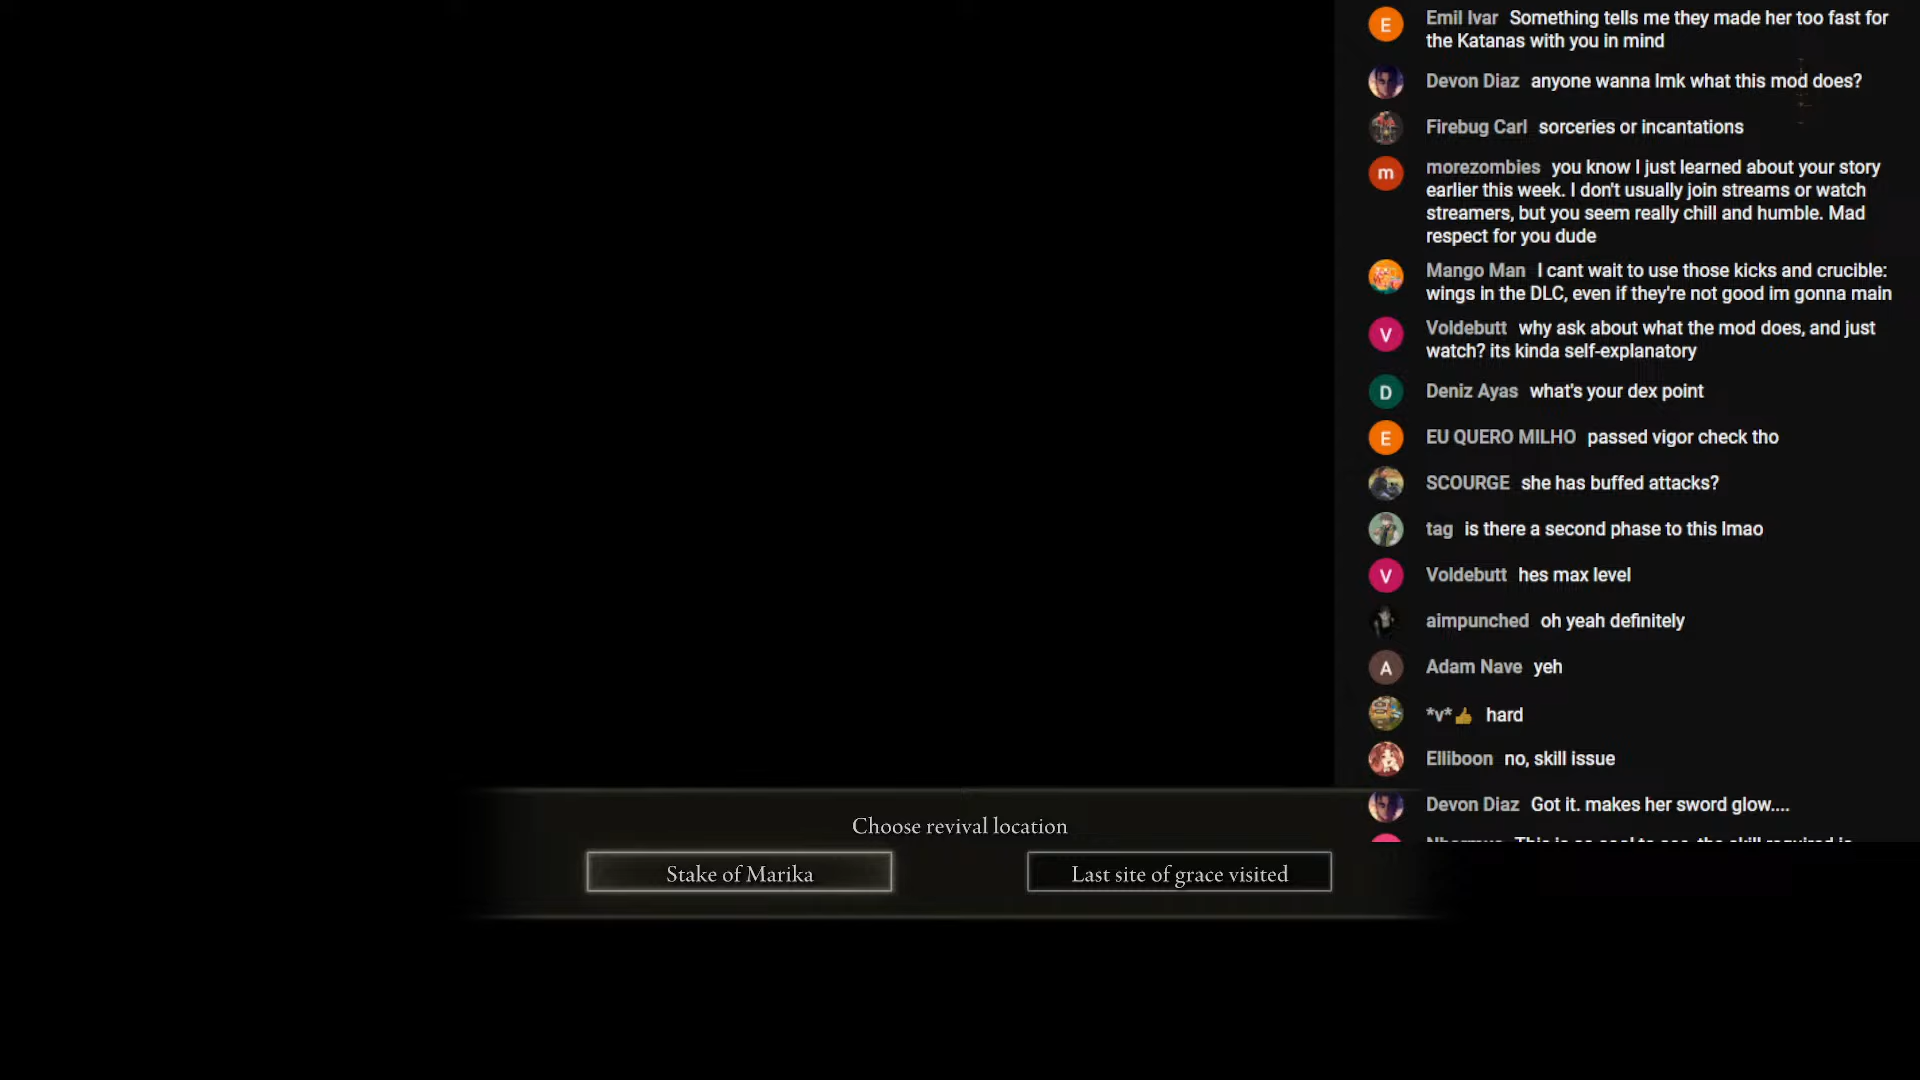 Emil Ivar Something tells me they made her too fast for
the Katanas with you in mind
Devon Diaz anyone wanna lmk what this mod does?
Firebug Carl sorceries or incantations
m
morezombies you know I just learned about your story
earlier this week. I don't usually join streams or watch
streamers, but you seem really chill and humble. Mad
respect for you dude
Mango Man I cant wait to use those kicks and crucible:
wings in the DLC, even if they're not good im gonna main
V
Voldebutt why ask about what the mod does, and just
watch? its kinda self-explanatory
D
Deniz Ayas what's your dex point
E
EU QUERO MILHO passed vigor check tho
SCOURGE she has buffed attacks?
tag is there a second phase to this lmao
V
Voldebutt hes max level
aimpunched oh yeah definitely
A
Adam Nave yeh
*v*👍 hard
Elliboon no, skill issue
Devon Diaz Got it. makes her sword glow....
Choose revival location
Stake of Marika
Last site of grace visited